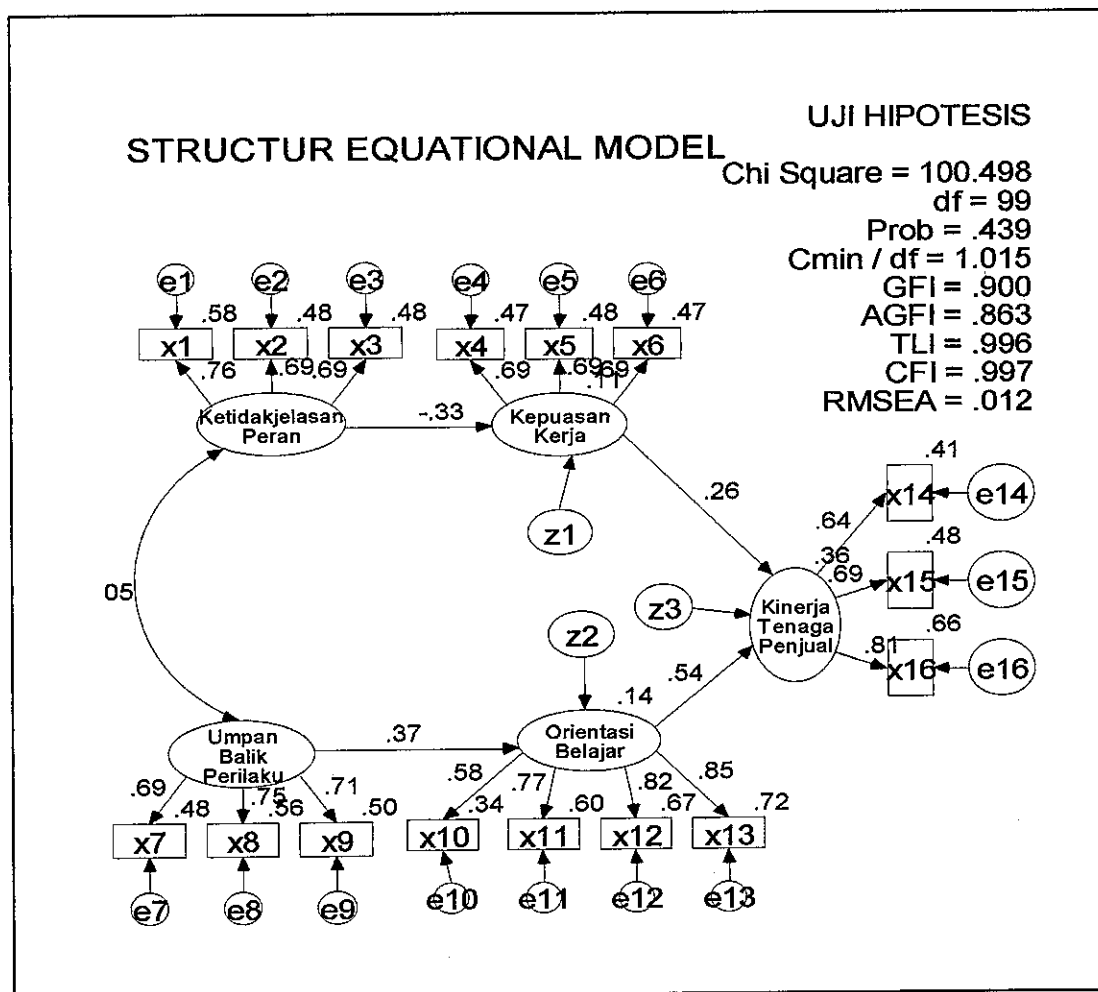 UJI HIPOTESIS
STRUCTUR EQUATIONAL MODEL
Chi Square = 100.498
df = 99
Prob = .439
Cmin / df = 1.015
GFI = .900
AGFI = .863
TLI = .996
CFI = .997
RMSEA = .012
e1 e2 e3 e4 e5 e6
.58 .48 .48 .47 .48 .47
x1 x2 x3 x4 x5 x6
.76 .69 .69 .69 .69 .69
.11
Ketidakjelasan
Peran
-.33
Kepuasan
Kerja
z1
.26
.41
x14 e14
.64
.36
.48
.69
x15 e15
.66
.81
x16 e16
05
z3
Kinerja
Tenaga
Penjual
z2
.54
.14
Umpan
Balik
Perilaku
.37
Orientasi
Belajar
.69 .75 .71 .58 .77 .82 .85
.48 .56 .50 .34 .60 .67 .72
x7 x8 x9 x10 x11 x12 x13
e7 e8 e9 e10 e11 e12 e13